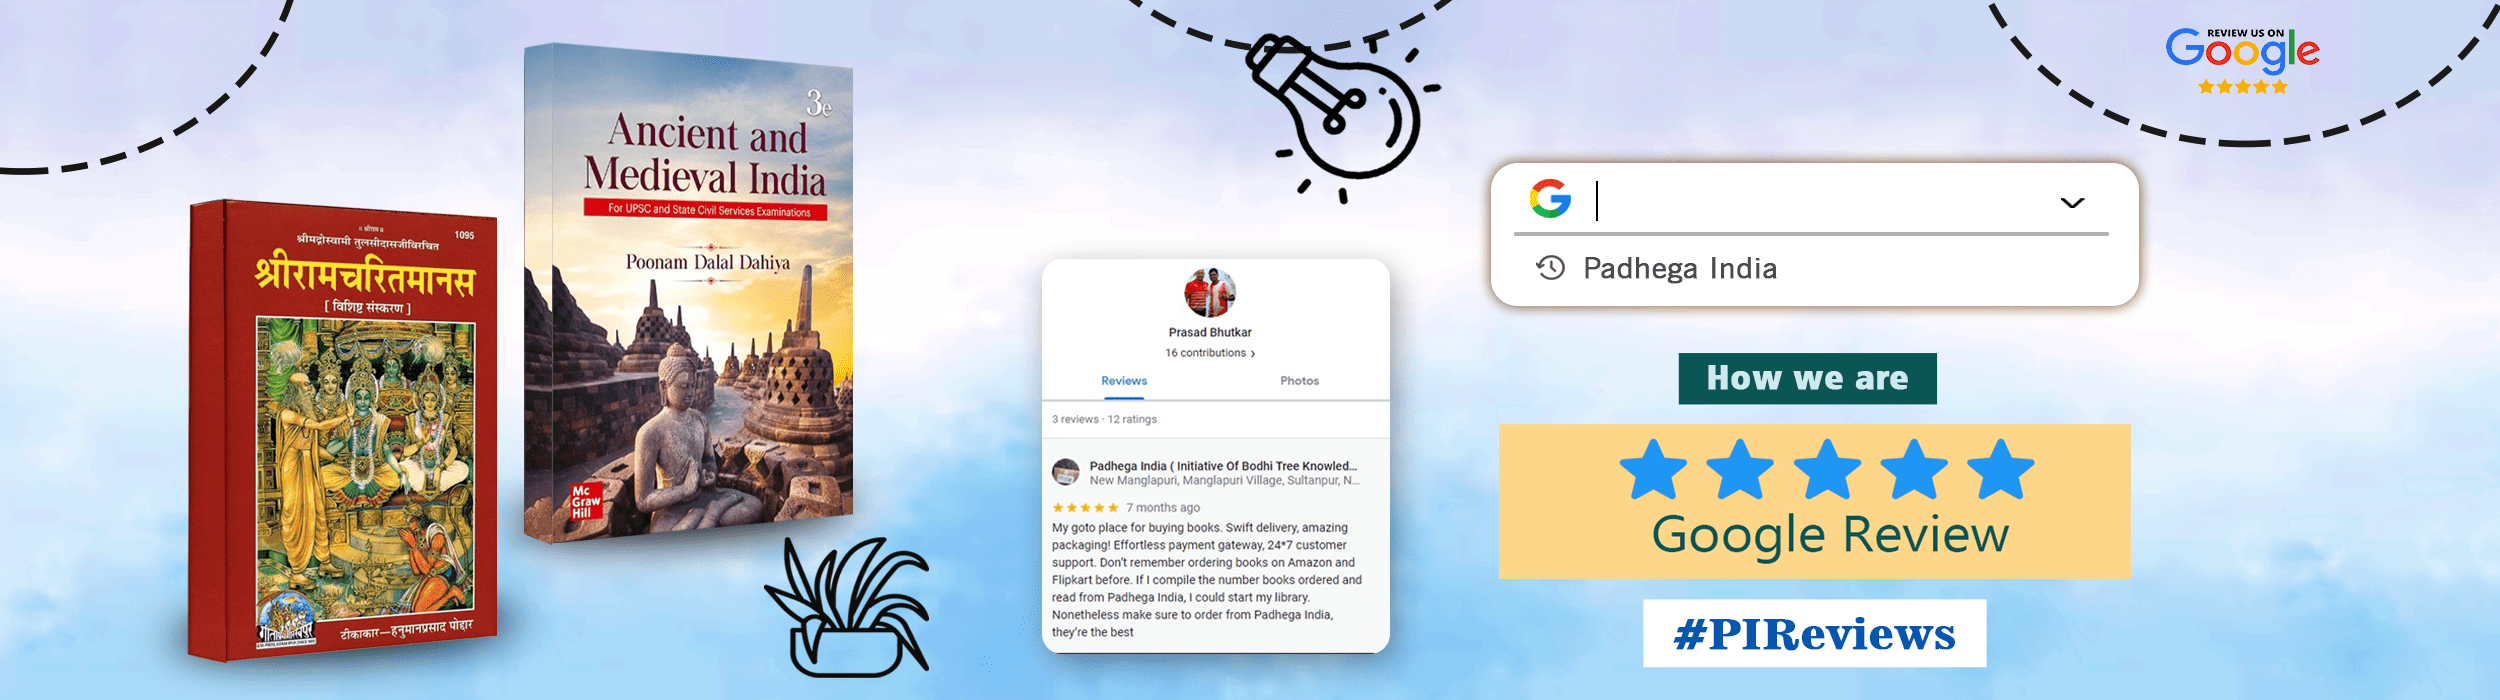 ॥ श्रीराम ॥
1095
श्रीमद्गोस्वामी तुलसीदासजीविरचित
श्रीरामचरितमानस
[ विशिष्ट संस्करण ]
टीकाकार—हनुमानप्रसाद पोद्दार
3e
Ancient and
Medieval India
For UPSC and State Civil Services Examinations
Poonam Dalal Dahiya
Mc
Graw
Hill
Prasad Bhutkar
16 contributions ›
Reviews
Photos
3 reviews · 12 ratings
Padhega India ( Initiative Of Bodhi Tree Knowled...
New Manglapuri, Manglapuri Village, Sultanpur, N...
7 months ago
My goto place for buying books. Swift delivery, amazing
packaging! Effortless payment gateway, 24*7 customer
support. Don't remember ordering books on Amazon and
Flipkart before. If I compile the number books ordered and
read from Padhega India, I could start my library.
Nonetheless make sure to order from Padhega India,
they're the best
REVIEW US ON
Google
G
Padhega India
How we are
Google Review
#PIReviews